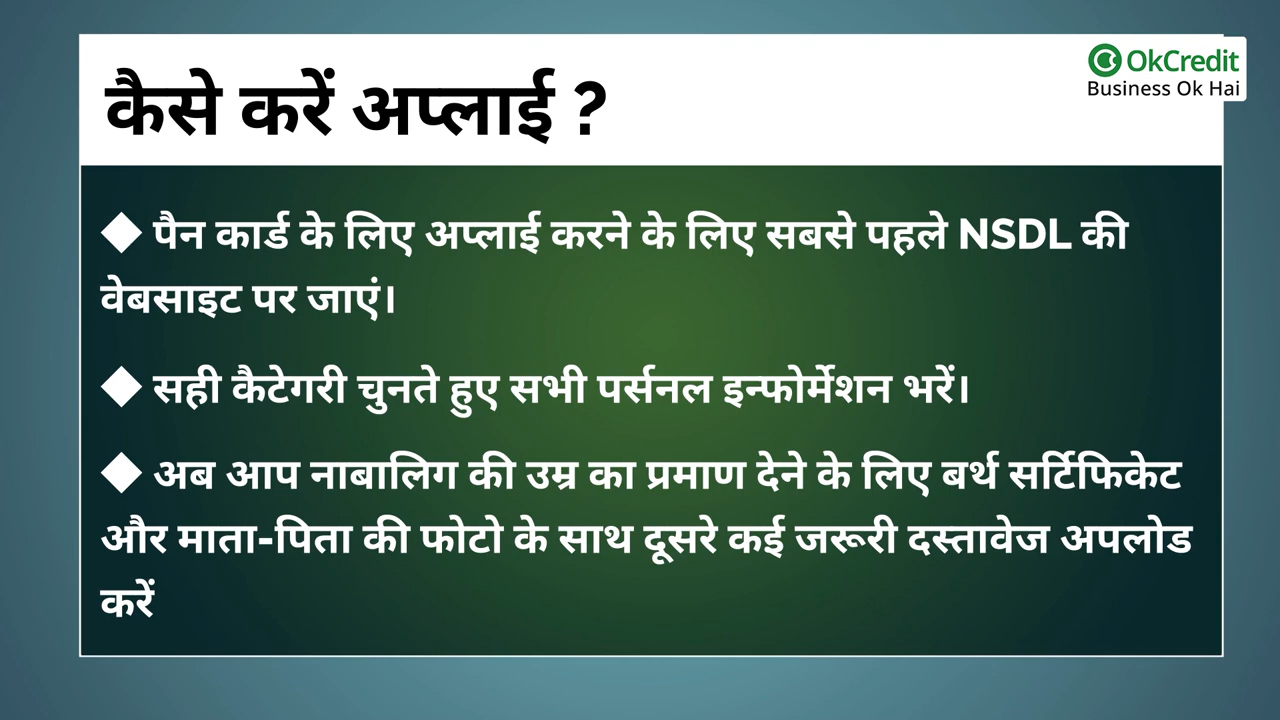 कैसे करें अप्लाई ?
OkCredit
Business Ok Hai
◆ पैन कार्ड के लिए अप्लाई करने के लिए सबसे पहले NSDL की
वेबसाइट पर जाएं।
◆ सही कैटेगरी चुनते हुए सभी पर्सनल इन्फोर्मेशन भरें।
◆ अब आप नाबालिग की उम्र का प्रमाण देने के लिए बर्थ सर्टिफिकेट
और माता-पिता की फोटो के साथ दूसरे कई जरूरी दस्तावेज अपलोड
करें